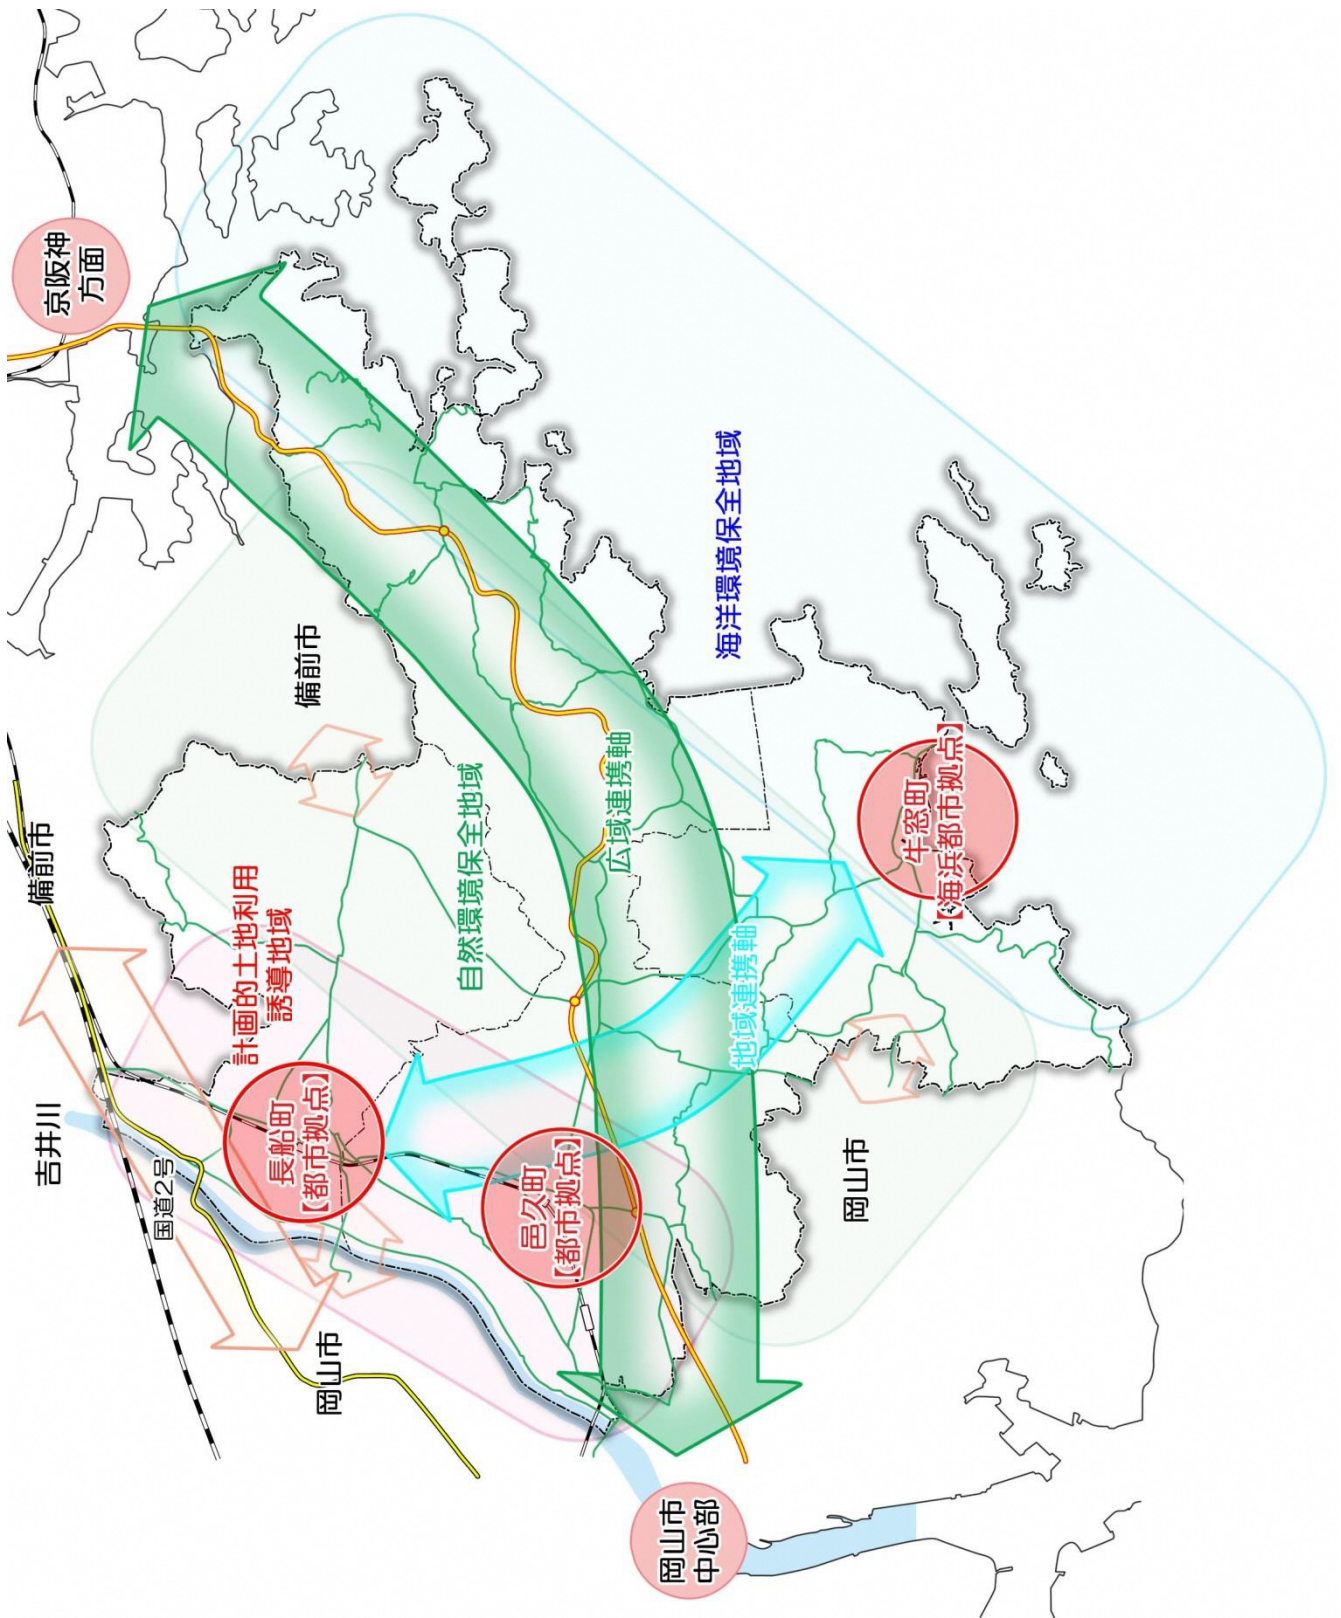 京阪神
方面
備前市
備前市
吉井川
国道2号
計画的土地利用
誘導地域
自然環境保全地域
長船町
【都市拠点】
広域連携軸
海洋環境保全地域
邑久町
【都市拠点】
地域連携軸
牛窓町
【海浜都市拠点】
岡山市
岡山市
岡山市
中心部